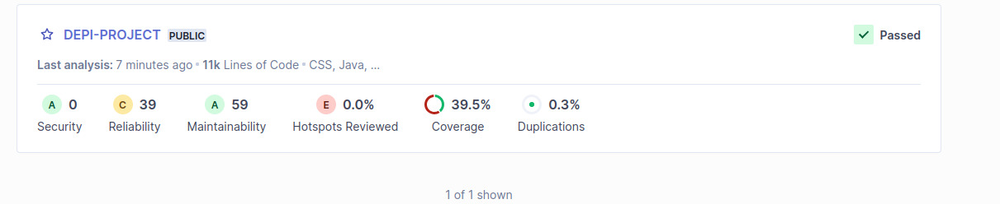 DEPI-PROJECT PUBLIC Passed
Last analysis: 7 minutes ago • 11k Lines of Code • CSS, Java, ...
A 0 C 39 A 59 E 0.0% 39.5% 0.3%
Security Reliability Maintainability Hotspots Reviewed Coverage Duplications
1 of 1 shown